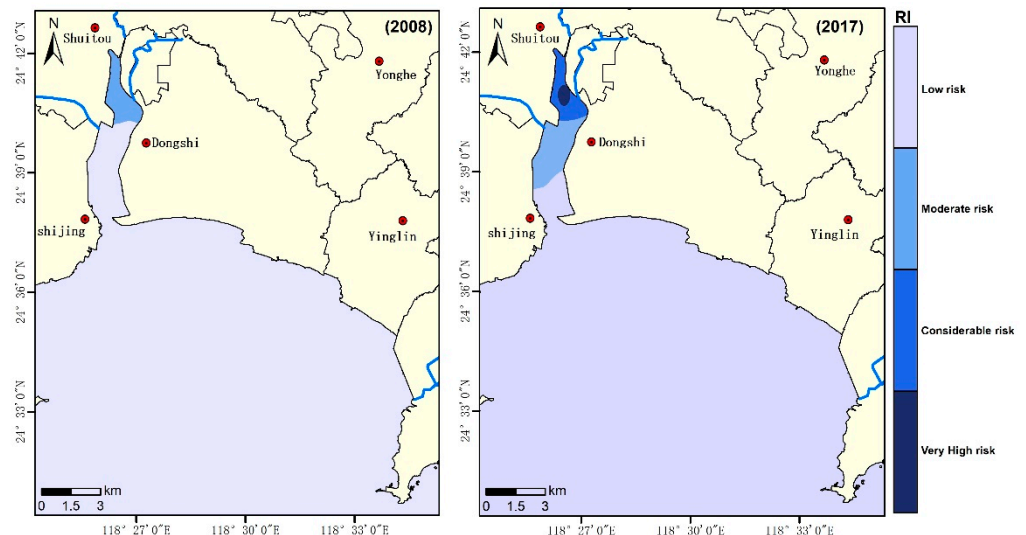 N
(2008)
Shuitou
Yonghe
Dongshi
shijing
Yinglin
24° 42′0″N
24° 39′0″N
24° 36′0″N
24° 33′0″N
km
0 1.5 3
118° 27′0″E
118° 30′0″E
118° 33′0″E
N
(2017)
Shuitou
Yonghe
Dongshi
shijing
Yinglin
24° 42′0″N
24° 39′0″N
24° 36′0″N
24° 33′0″N
km
0 1.5 3
118° 27′0″E
118° 30′0″E
118° 33′0″E
RI
Low risk
Moderate risk
Considerable risk
Very High risk